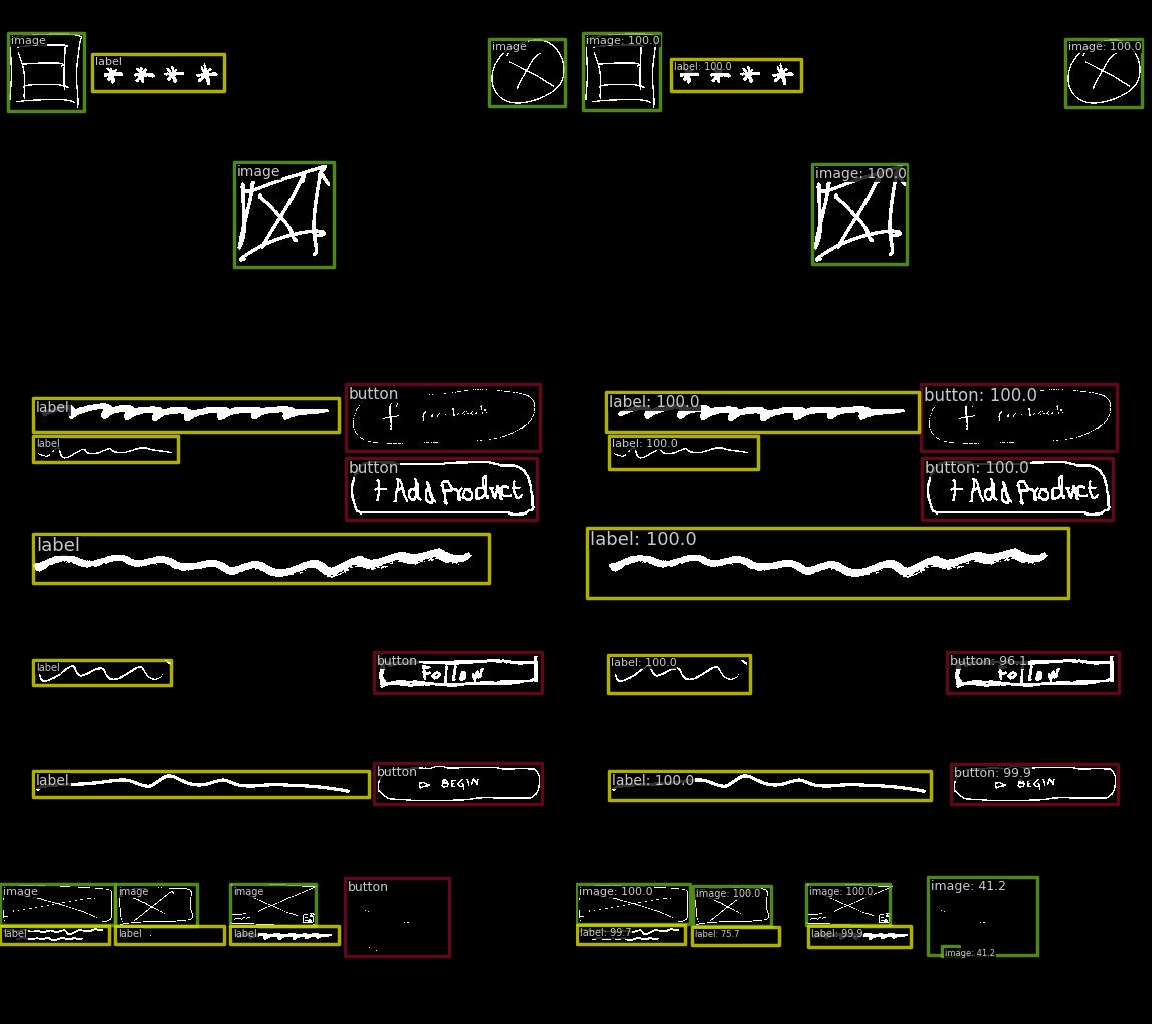 image image: 100.0
label * * * * image label: 100.0 * * image: 100.0
image image: 100.0
label button label: 100.0 button: 100.0
label + label: 100.0 +
button button: 100.0
+ Add Product + Add Product
label label: 100.0
label button label: 100.0 button: 96.1
Follow Follow
label button label: 100.0 button: 99.9
BEGIN BEGIN
image image image button image: 100.0 image: 100.0 image: 100.0 image: 41.2
label label label label: 99.7 label: 75.7 label: 99.9
image: 41.2